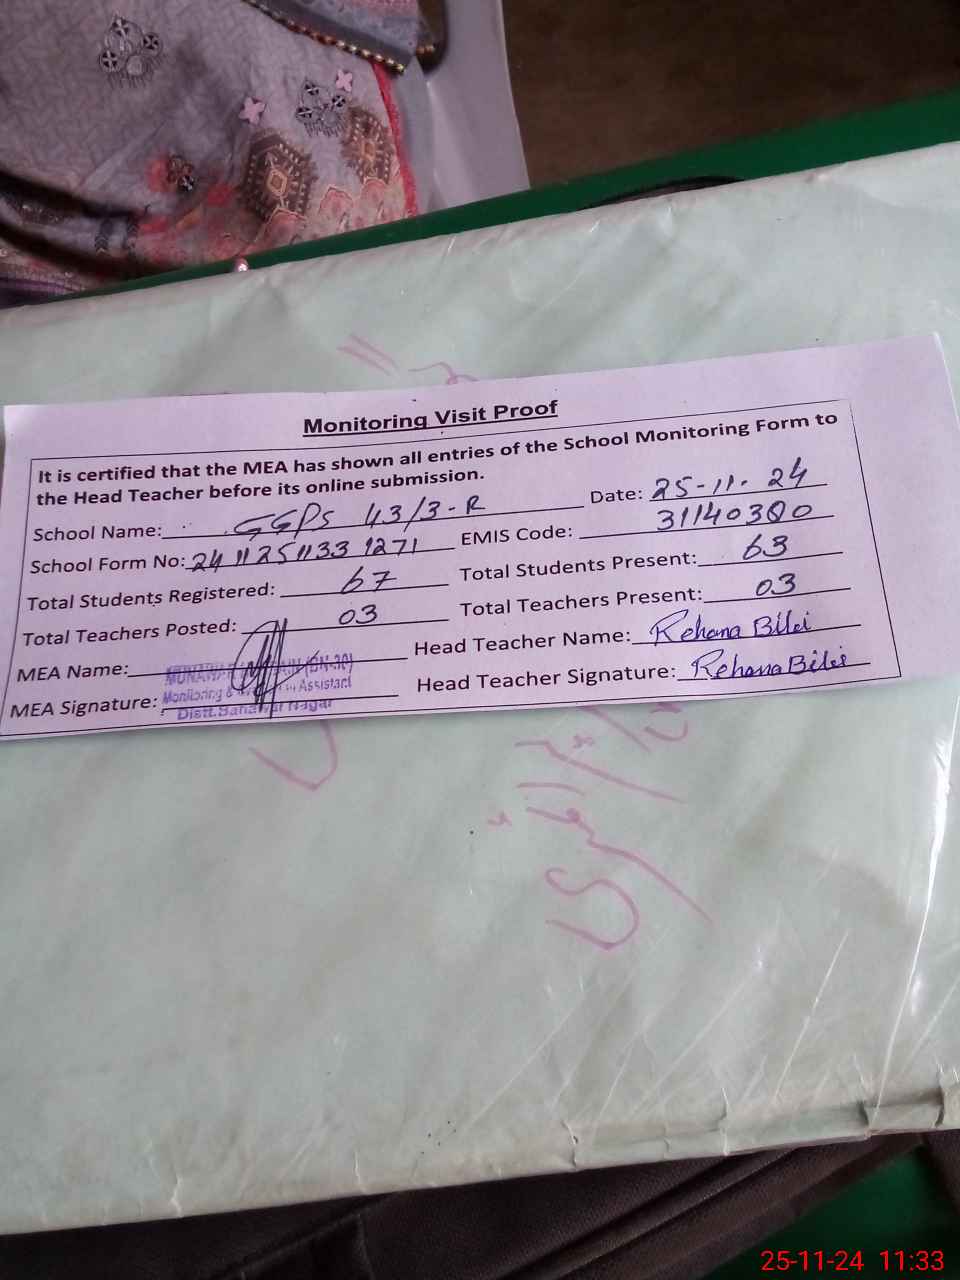 Monitoring Visit Proof
It is certified that the MEA has shown all entries of the School Monitoring Form to
the Head Teacher before its online submission.
School Name: GGPS 43/3-R Date: 25-11-24
School Form No: 2411251133 1271 EMIS Code: 31140300
Total Students Registered: 67 Total Students Present: 63
Total Teachers Posted: 03 Total Teachers Present: 03
MEA Name: Head Teacher Name: Rehana Bibi
MEA Signature: Monitoring & Assistant Head Teacher Signature: Rehana Bibi
Distt. Bahawal Nagar
25-11-24 11:33